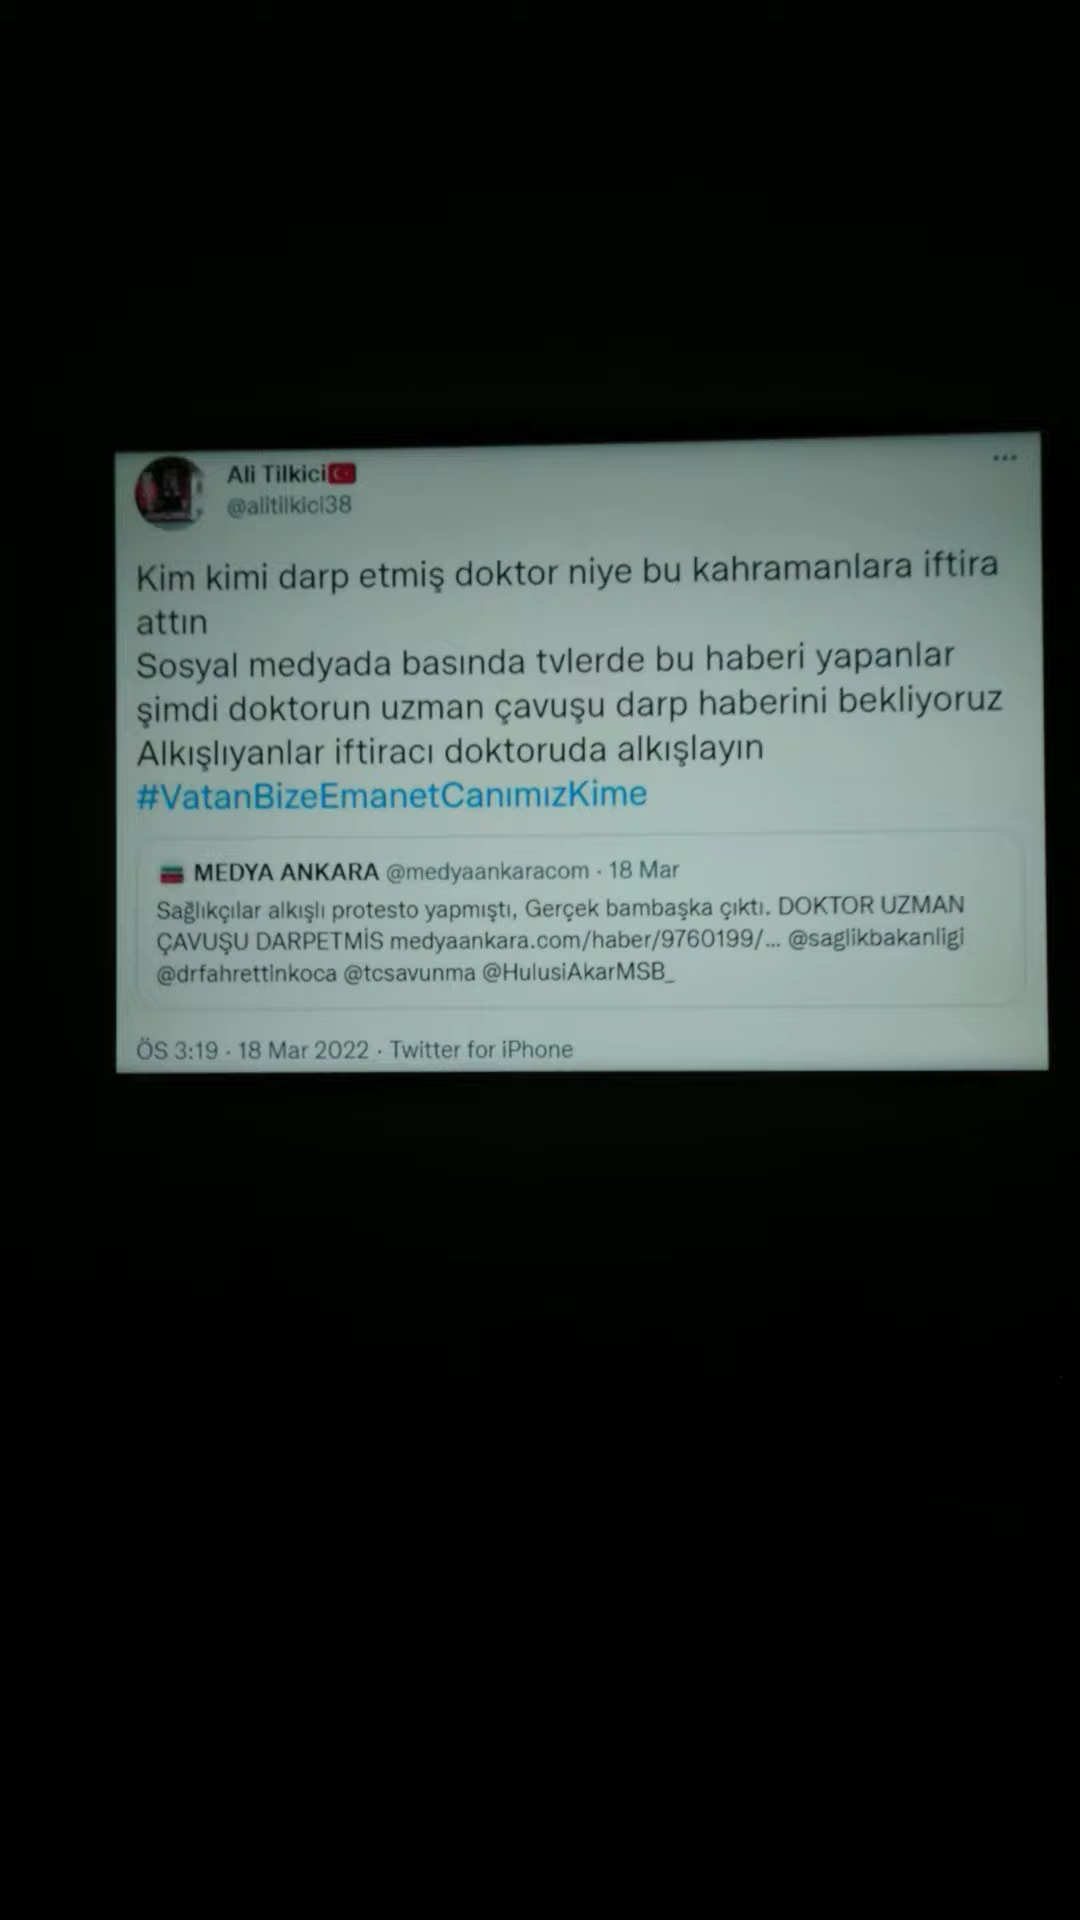 Ali Tilkici🇹🇷
@alitilkici38
Kim kimi darp etmiş doktor niye bu kahramanlara iftira
attın
Sosyal medyada basında tvlerde bu haberi yapanlar
şimdi doktorun uzman çavuşu darp haberini bekliyoruz
Alkışlıyanlar iftiracı doktoruda alkışlayın
#VatanBizeEmanetCanımızKime
MEDYA ANKARA @medyaankaracom · 18 Mar
Sağlıkçılar alkışlı protesto yapmıştı, Gerçek bambaşka çıktı. DOKTOR UZMAN
ÇAVUŞU DARPETMİS medyaankara.com/haber/9760199/... @saglikbakanligi
@drfahrettinkoca @tcsavunma @HulusiAkarMSB_
ÖS 3:19 · 18 Mar 2022 · Twitter for iPhone